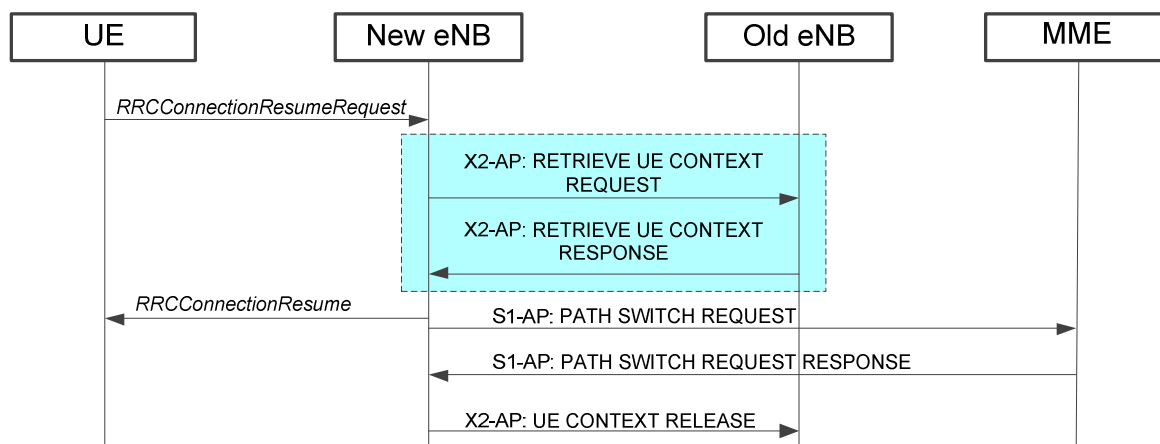 UE
New eNB
Old eNB
MME
RRCConnectionResumeRequest
X2-AP: RETRIEVE UE CONTEXT
REQUEST
X2-AP: RETRIEVE UE CONTEXT
RESPONSE
RRCConnectionResume
S1-AP: PATH SWITCH REQUEST
S1-AP: PATH SWITCH REQUEST RESPONSE
X2-AP: UE CONTEXT RELEASE